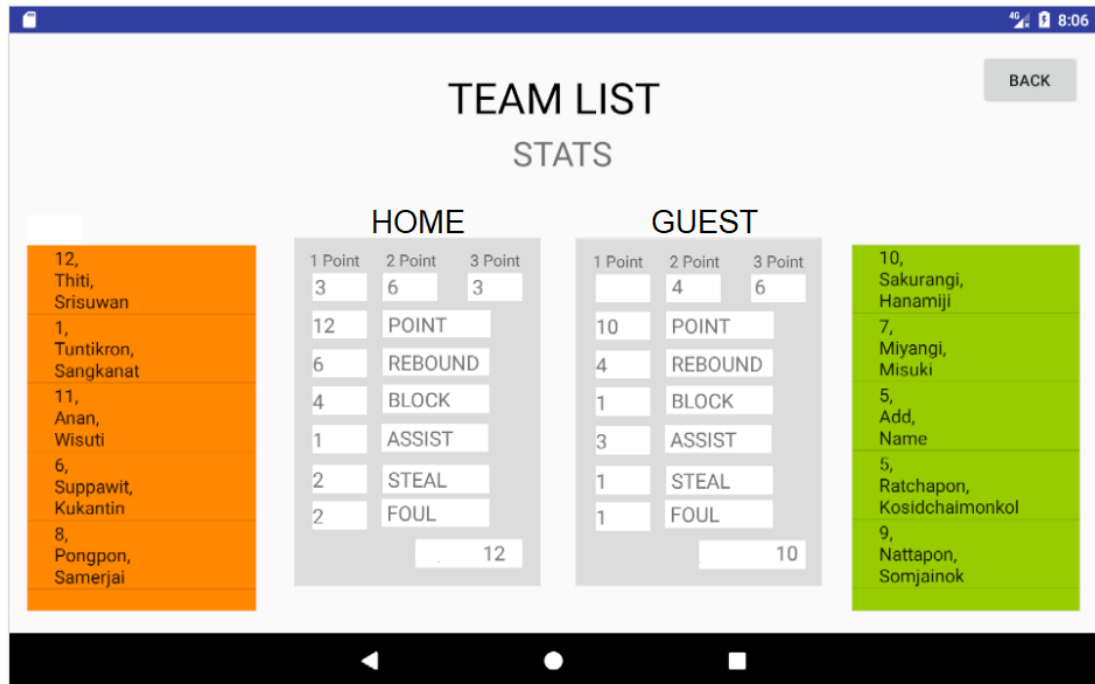 4G 8:06
BACK
TEAM LIST
STATS
12,
Thiti,
Srisuwan
1,
Tuntikron,
Sangkanat
11,
Anan,
Wisuti
6,
Suppawit,
Kukantin
8,
Pongpon,
Samerjai
HOME
1 Point 2 Point 3 Point
3 6 3
12 POINT
6 REBOUND
4 BLOCK
1 ASSIST
2 STEAL
2 FOUL
12
GUEST
1 Point 2 Point 3 Point
4 6
10 POINT
4 REBOUND
1 BLOCK
3 ASSIST
1 STEAL
1 FOUL
10
10,
Sakurangi,
Hanamiji
7,
Miyangi,
Misuki
5,
Add,
Name
5,
Ratchapon,
Kosidchaimonkol
9,
Nattapon,
Somjainok